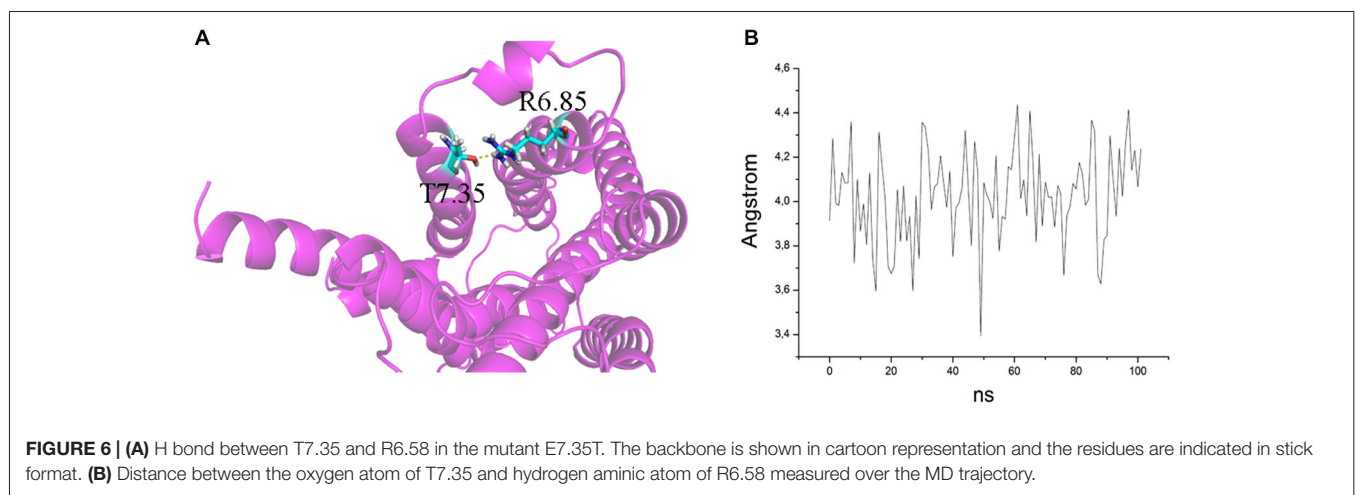 A
B
R6.85
T7.35
Angstrom
4,6
4,4
4,2
4,0
3,8
3,6
3,4
0
20
40
60
80
100
ns
FIGURE 6 | (A) H bond between T7.35 and R6.58 in the mutant E7.35T. The backbone is shown in cartoon representation and the residues are indicated in stick
format. (B) Distance between the oxygen atom of T7.35 and hydrogen aminic atom of R6.58 measured over the MD trajectory.